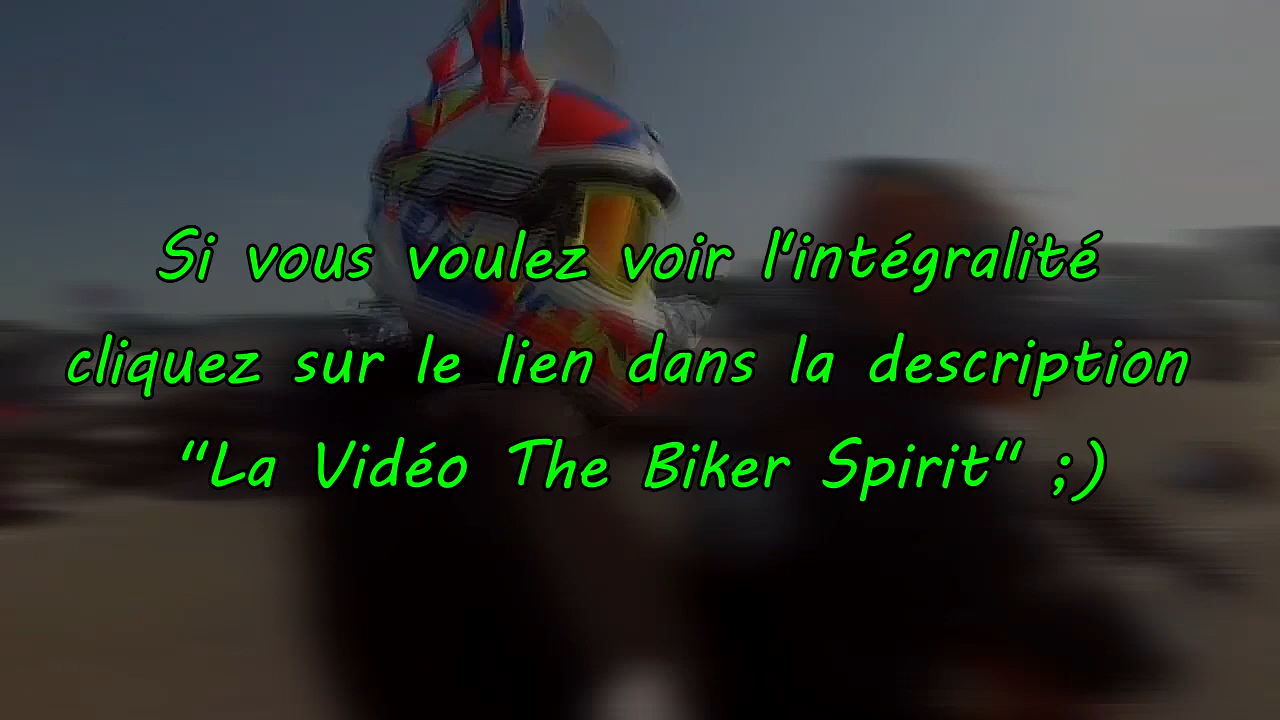 Si vous voulez voir l'intégralité
cliquez sur le lien dans la description
"La Vidéo The Biker Spirit" ;)